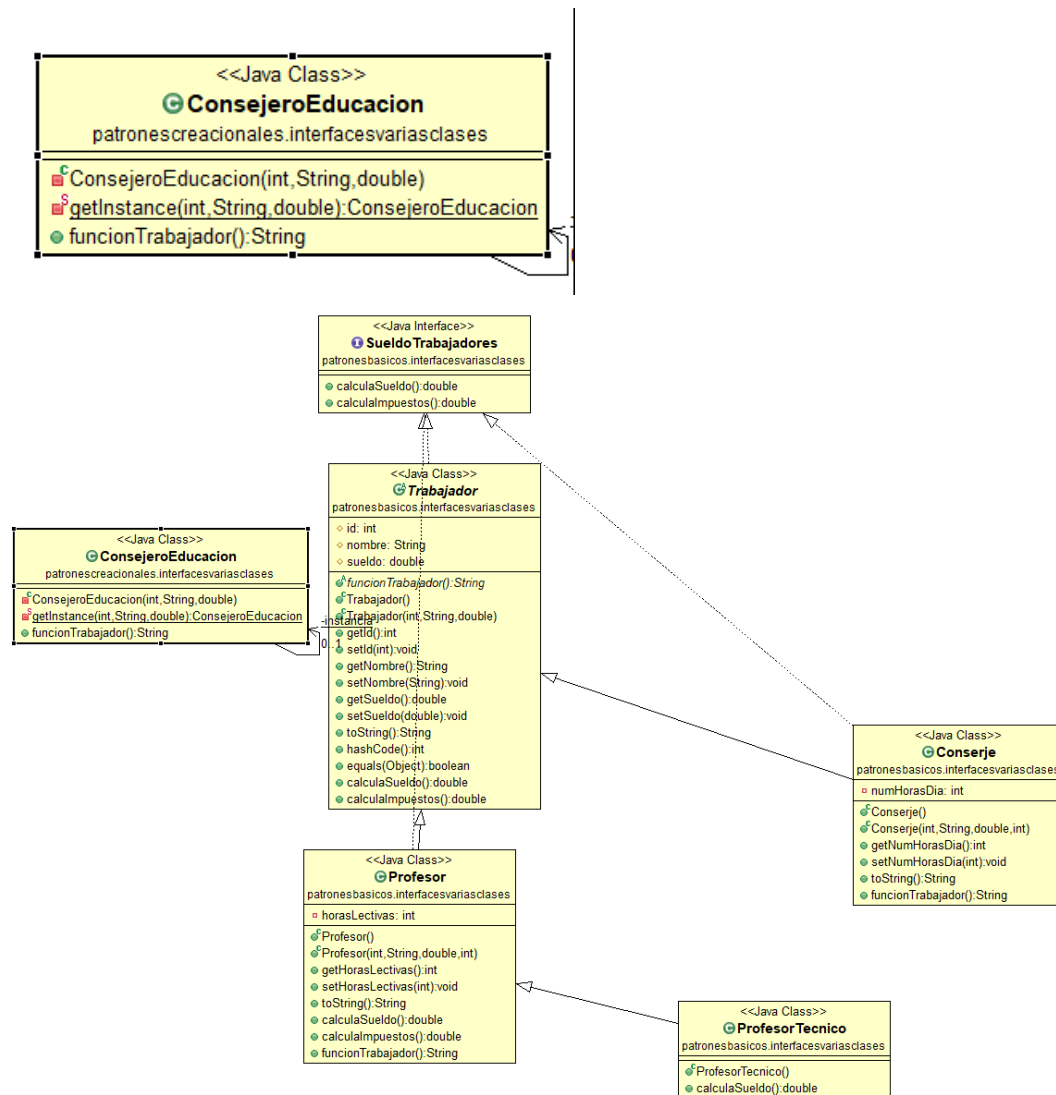 <<Java Class>>
ConsejeroEducacion
patronescreacionales.interfacesvariasclases
ConsejeroEducacion(int,String,double)
getInstance(int,String,double):ConsejeroEducacion
funcionTrabajador():String
<<Java Interface>>
SueldoTrabajadores
patronesbasicos.interfacesvariasclases
calculaSueldo():double
calculaImpuestos():double
<<Java Class>>
Trabajador
patronesbasicos.interfacesvariasclases
id: int
nombre: String
sueldo: double
funcionTrabajador():String
Trabajador()
Trabajador(int,String,double)
getId():int
setId(int):void
getNombre():String
setNombre(String):void
getSueldo():double
setSueldo(double):void
toString():String
hashCode():int
equals(Object):boolean
calculaSueldo():double
calculaImpuestos():double
<<Java Class>>
ConsejeroEducacion
patronescreacionales.interfacesvariasclases
ConsejeroEducacion(int,String,double)
getInstance(int,String,double):ConsejeroEducacion
funcionTrabajador():String
-instancia
0..1
<<Java Class>>
Conserje
patronesbasicos.interfacesvariasclases
numHorasDia: int
Conserje()
Conserje(int,String,double,int)
getNumHorasDia():int
setNumHorasDia(int):void
toString():String
funcionTrabajador():String
<<Java Class>>
Profesor
patronesbasicos.interfacesvariasclases
horasLectivas: int
Profesor()
Profesor(int,String,double,int)
getHorasLectivas():int
setHorasLectivas(int):void
toString():String
calculaSueldo():double
calculaImpuestos():double
funcionTrabajador():String
<<Java Class>>
ProfesorTecnico
patronesbasicos.interfacesvariasclases
ProfesorTecnico()
calculaSueldo():double